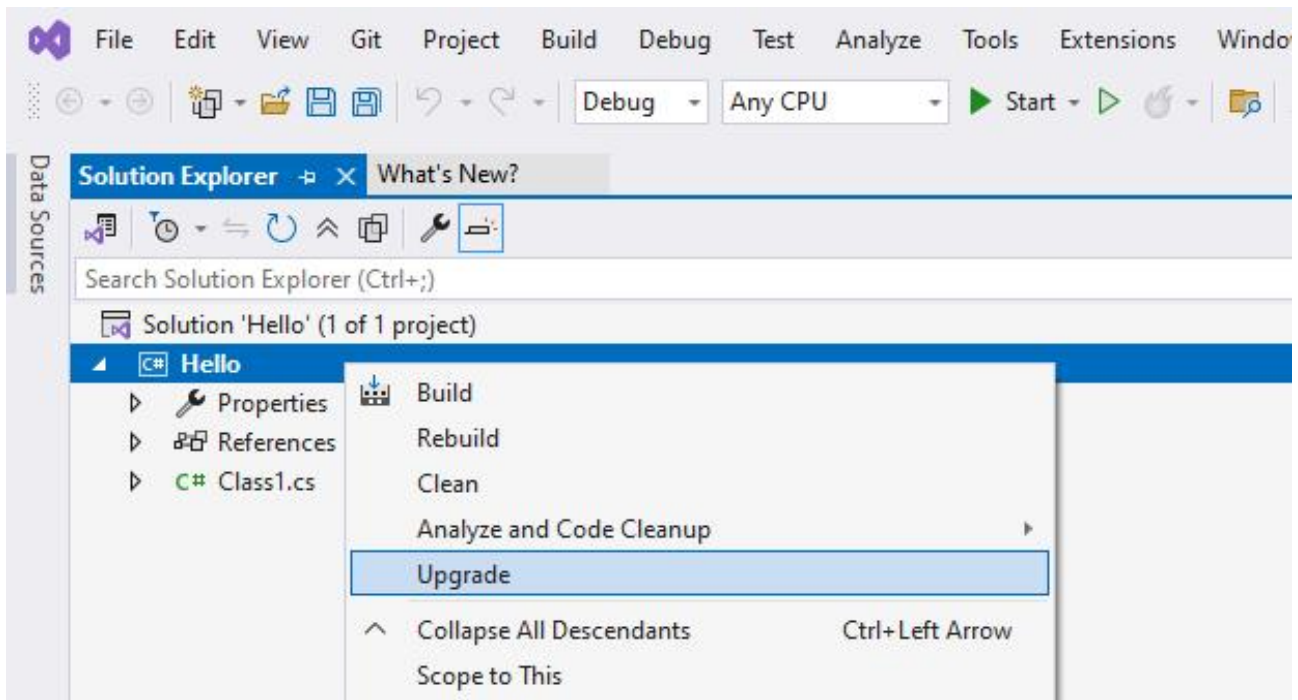 File Edit View Git Project Build Debug Test Analyze Tools Extensions Windo
Debug Any CPU Start
Data Sources
Solution Explorer What's New?
Search Solution Explorer (Ctrl+;)
Solution 'Hello' (1 of 1 project)
C# Hello
Properties
References
C# Class1.cs
Build
Rebuild
Clean
Analyze and Code Cleanup
Upgrade
Collapse All Descendants Ctrl+Left Arrow
Scope to This